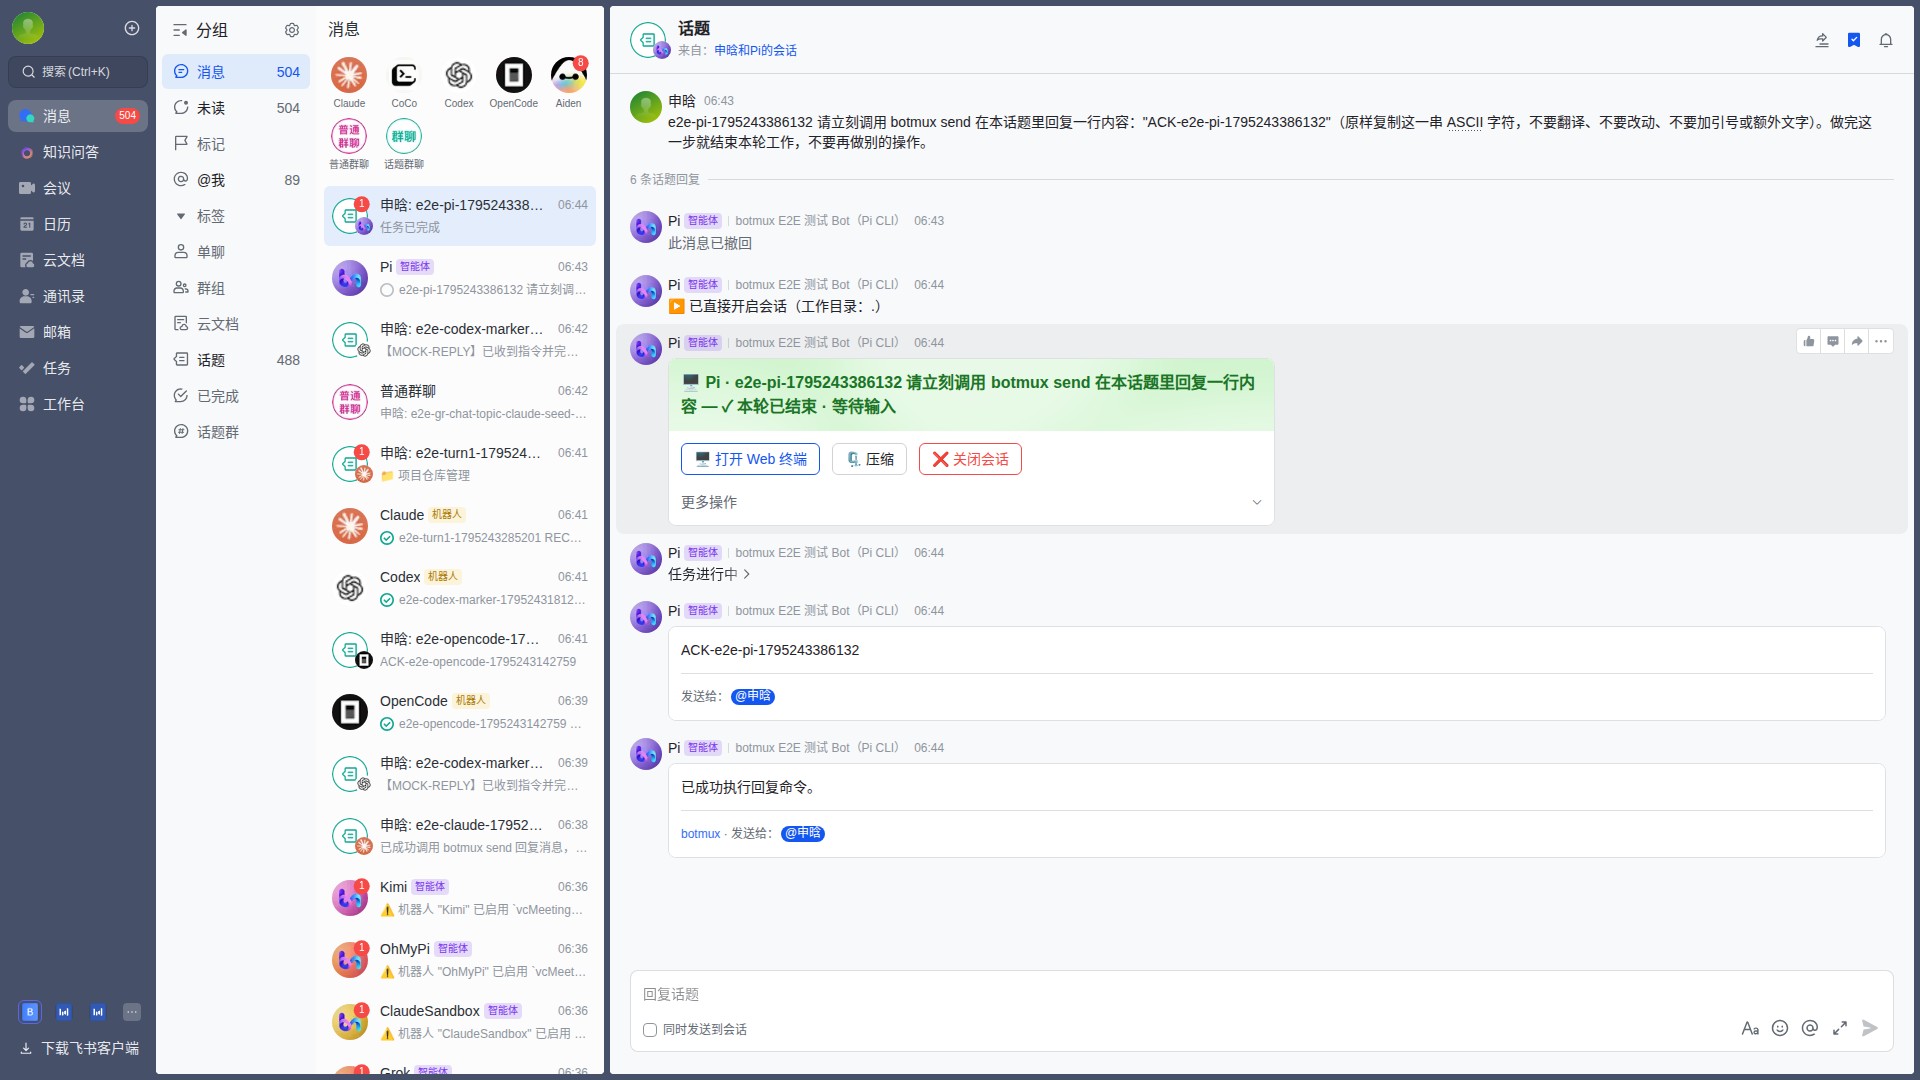 搜索 (Ctrl+K)
消息 504
知识问答
会议
日历
云文档
通讯录
邮箱
任务
工作台
下载飞书客户端
分组
消息 504
未读 504
标记
@我 89
标签
单聊
群组
云文档
话题 488
已完成
话题群
消息
Claude
CoCo
Codex
OpenCode
8
Aiden
普通群聊
普通群聊
群聊
话题群聊
1
申晗: e2e-pi-179524338... 06:44
任务已完成
Pi 智能体 06:43
e2e-pi-1795243386132 请立刻调...
申晗: e2e-codex-marker... 06:42
【MOCK-REPLY】已收到指令并完...
普通群聊
普通群聊 06:42
申晗: e2e-gr-chat-topic-claude-seed-...
1
申晗: e2e-turn1-179524... 06:41
📁 项目仓库管理
Claude 机器人 06:41
e2e-turn1-1795243285201 REC...
Codex 机器人 06:41
e2e-codex-marker-17952431812...
申晗: e2e-opencode-17... 06:41
ACK-e2e-opencode-1795243142759
OpenCode 机器人 06:39
e2e-opencode-1795243142759 ...
申晗: e2e-codex-marker... 06:39
【MOCK-REPLY】已收到指令并完...
申晗: e2e-claude-17952... 06:38
已成功调用 botmux send 回复消息，...
1
Kimi 智能体 06:36
⚠️ 机器人 "Kimi" 已启用 `vcMeeting...
1
OhMyPi 智能体 06:36
⚠️ 机器人 "OhMyPi" 已启用 `vcMeet...
1
ClaudeSandbox 智能体 06:36
⚠️ 机器人 "ClaudeSandbox" 已启用 ...
1
Grok 智能体 06:36
话题
来自：申晗和Pi的会话
申晗 06:43
e2e-pi-1795243386132 请立刻调用 botmux send 在本话题里回复一行内容："ACK-e2e-pi-1795243386132"（原样复制这一串 ASCII 字符，不要翻译、不要改动、不要加引号或额外文字）。做完这
一步就结束本轮工作，不要再做别的操作。
6 条话题回复
Pi 智能体 botmux E2E 测试 Bot（Pi CLI） 06:43
此消息已撤回
Pi 智能体 botmux E2E 测试 Bot（Pi CLI） 06:44
▶️ 已直接开启会话（工作目录：.）
Pi 智能体 botmux E2E 测试 Bot（Pi CLI） 06:44
🖥️ Pi · e2e-pi-1795243386132 请立刻调用 botmux send 在本话题里回复一行内
容 — ✓ 本轮已结束 · 等待输入
🖥️ 打开 Web 终端 🗜️ 压缩 ❌ 关闭会话
更多操作
Pi 智能体 botmux E2E 测试 Bot（Pi CLI） 06:44
任务进行中
Pi 智能体 botmux E2E 测试 Bot（Pi CLI） 06:44
ACK-e2e-pi-1795243386132
发送给：@申晗
Pi 智能体 botmux E2E 测试 Bot（Pi CLI） 06:44
已成功执行回复命令。
botmux · 发送给：@申晗
回复话题
同时发送到会话